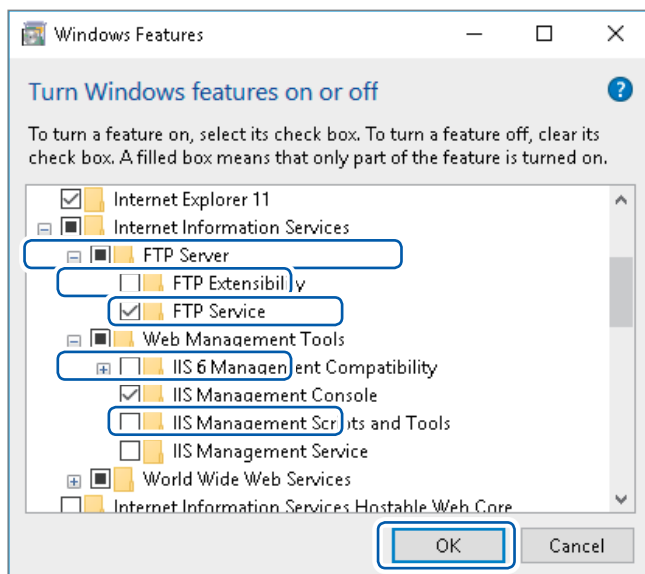 Windows Features
Turn Windows features on or off
?
To turn a feature on, select its check box. To turn a feature off, clear its
check box. A filled box means that only part of the feature is turned on.
Internet Explorer 11
Internet Information Services
FTP Server
FTP Extensibility
FTP Service
Web Management Tools
IIS 6 Management Compatibility
IIS Management Console
IIS Management Scripts and Tools
IIS Management Service
World Wide Web Services
Internet Information Services Hostable Web Core
OK Cancel